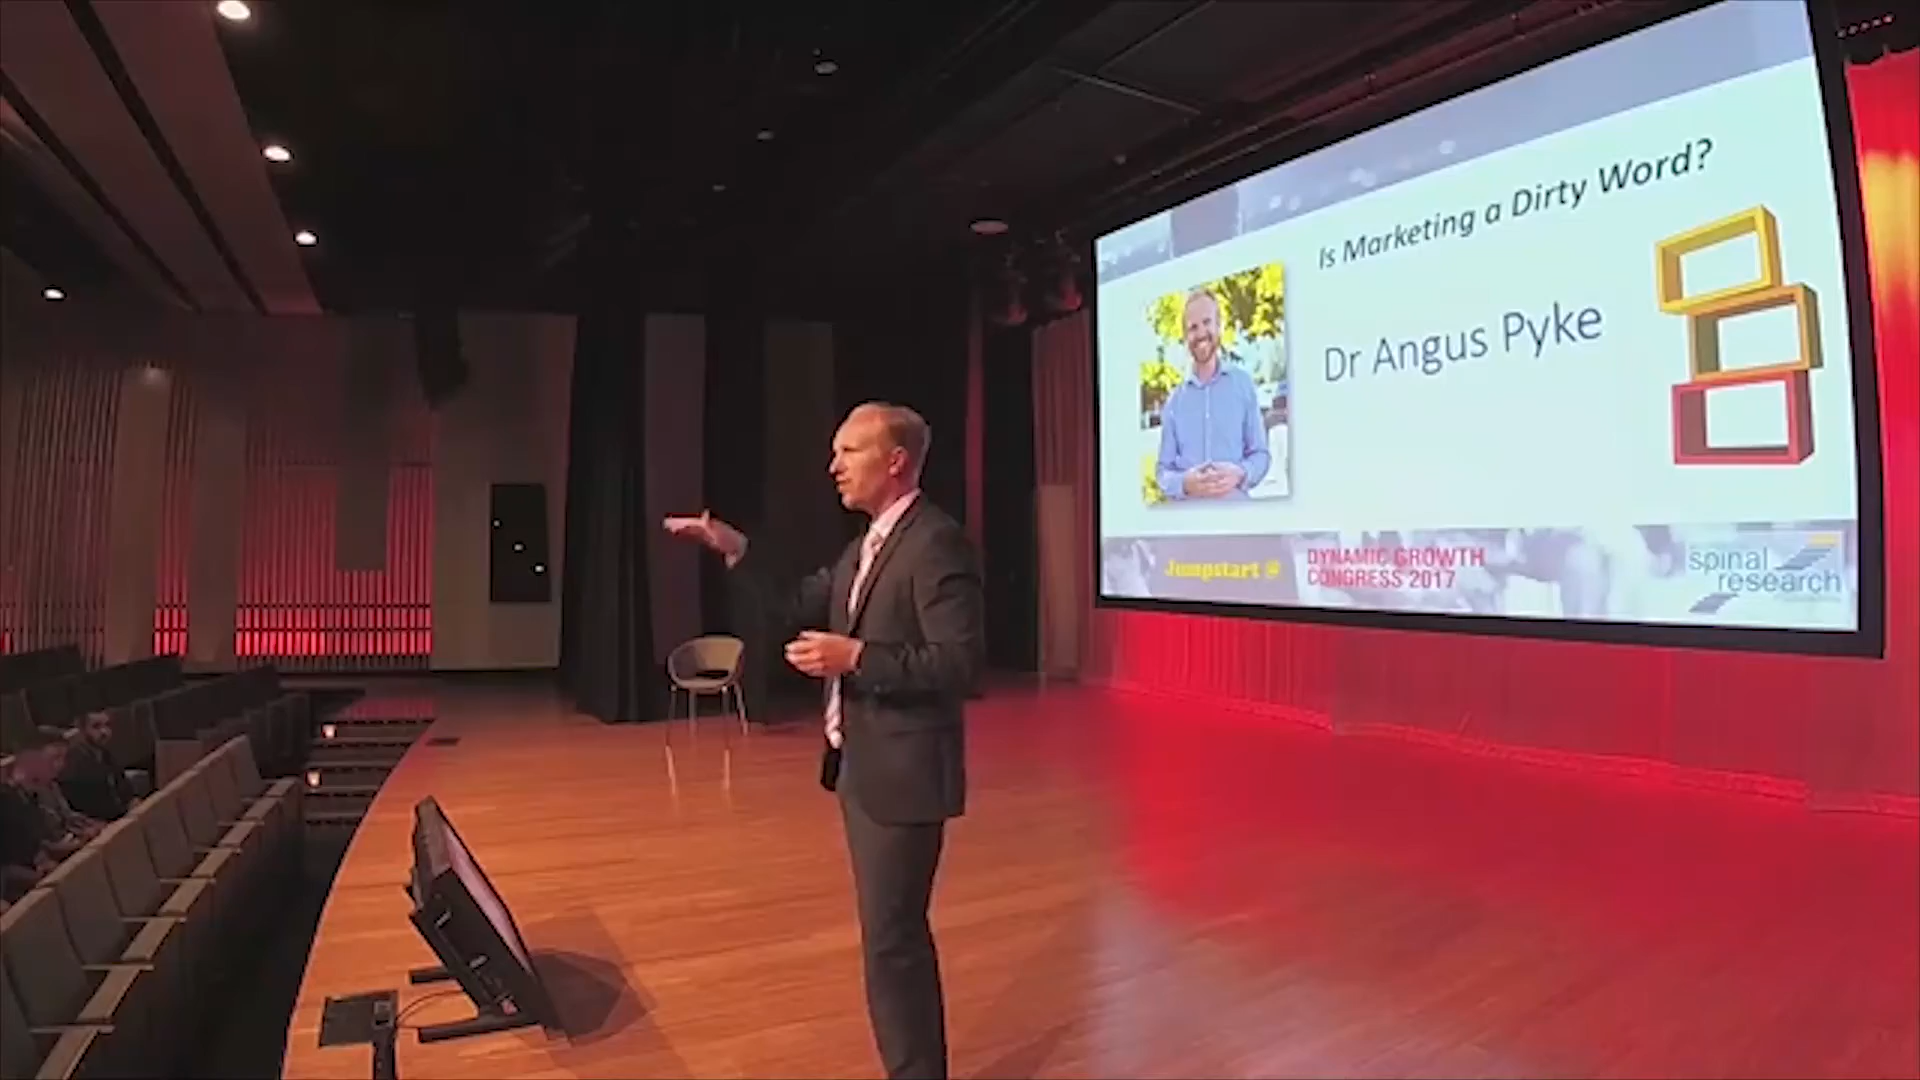 Is Marketing a Dirty Word?
Dr Angus Pyke
Jumpstart @
DYNAMIC GROWTH
CONGRESS 2017
spinal
research